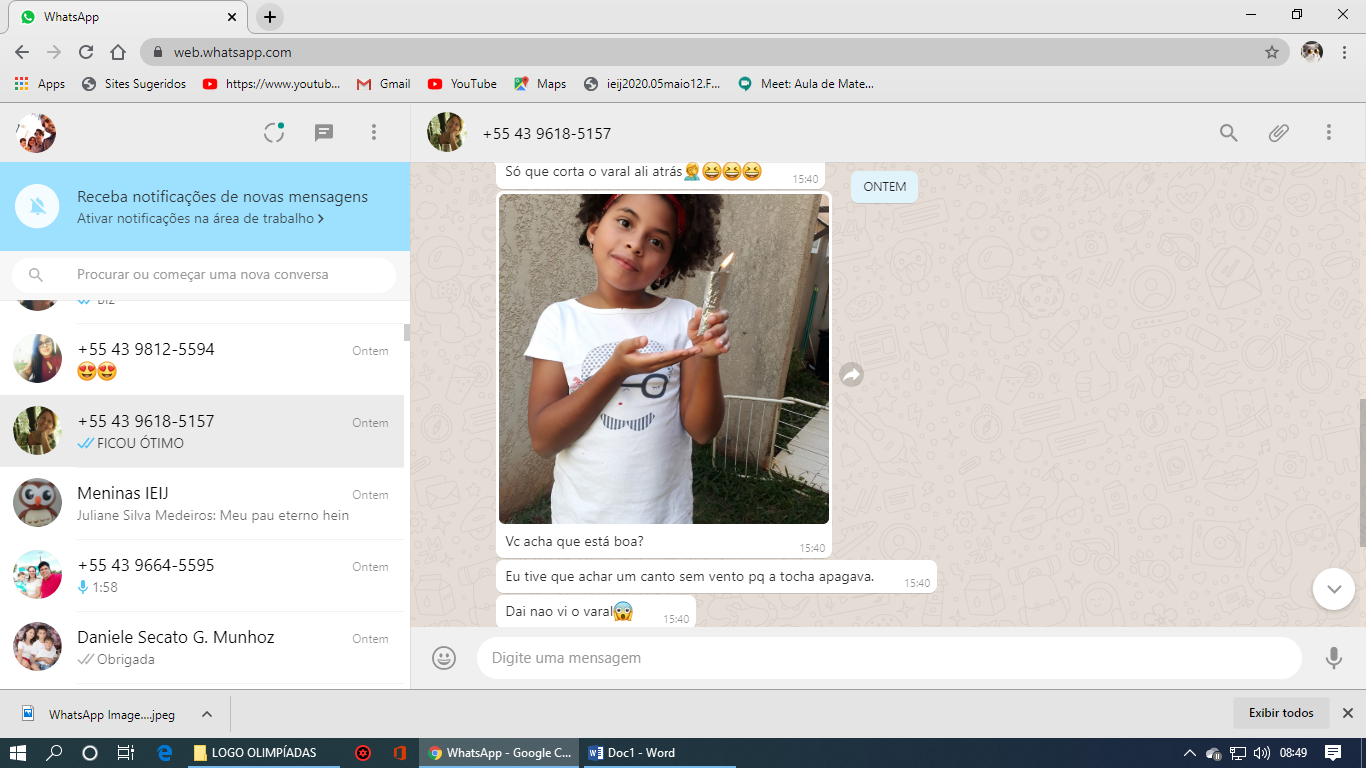 WhatsApp
web.whatsapp.com
Apps
Sites Sugeridos
https://www.youtub...
Gmail
YouTube
Maps
ieij2020.05maio12.F...
Meet: Aula de Mate...
+55 43 9618-5157
Receba notificações de novas mensagens
Ativar notificações na área de trabalho
Procurar ou começar uma nova conversa
+55 43 9812-5594
Ontem
😍😍
+55 43 9618-5157
Ontem
FICOU ÓTIMO
Meninas IEIJ
Ontem
Juliane Silva Medeiros: Meu pau eterno hein
+55 43 9664-5595
Ontem
1:58
Daniele Secato G. Munhoz
Ontem
Obrigada
ONTEM
Só que corta o varal ali atrás🤦😆😆😆
15:40
Vc acha que está boa?
15:40
Eu tive que achar um canto sem vento pq a tocha apagava.
15:40
Dai nao vi o varal😱
15:40
Digite uma mensagem
WhatsApp Image....jpeg
Exibir todos
LOGO OLIMPÍADAS
WhatsApp - Google C...
Doc1 - Word
08:49